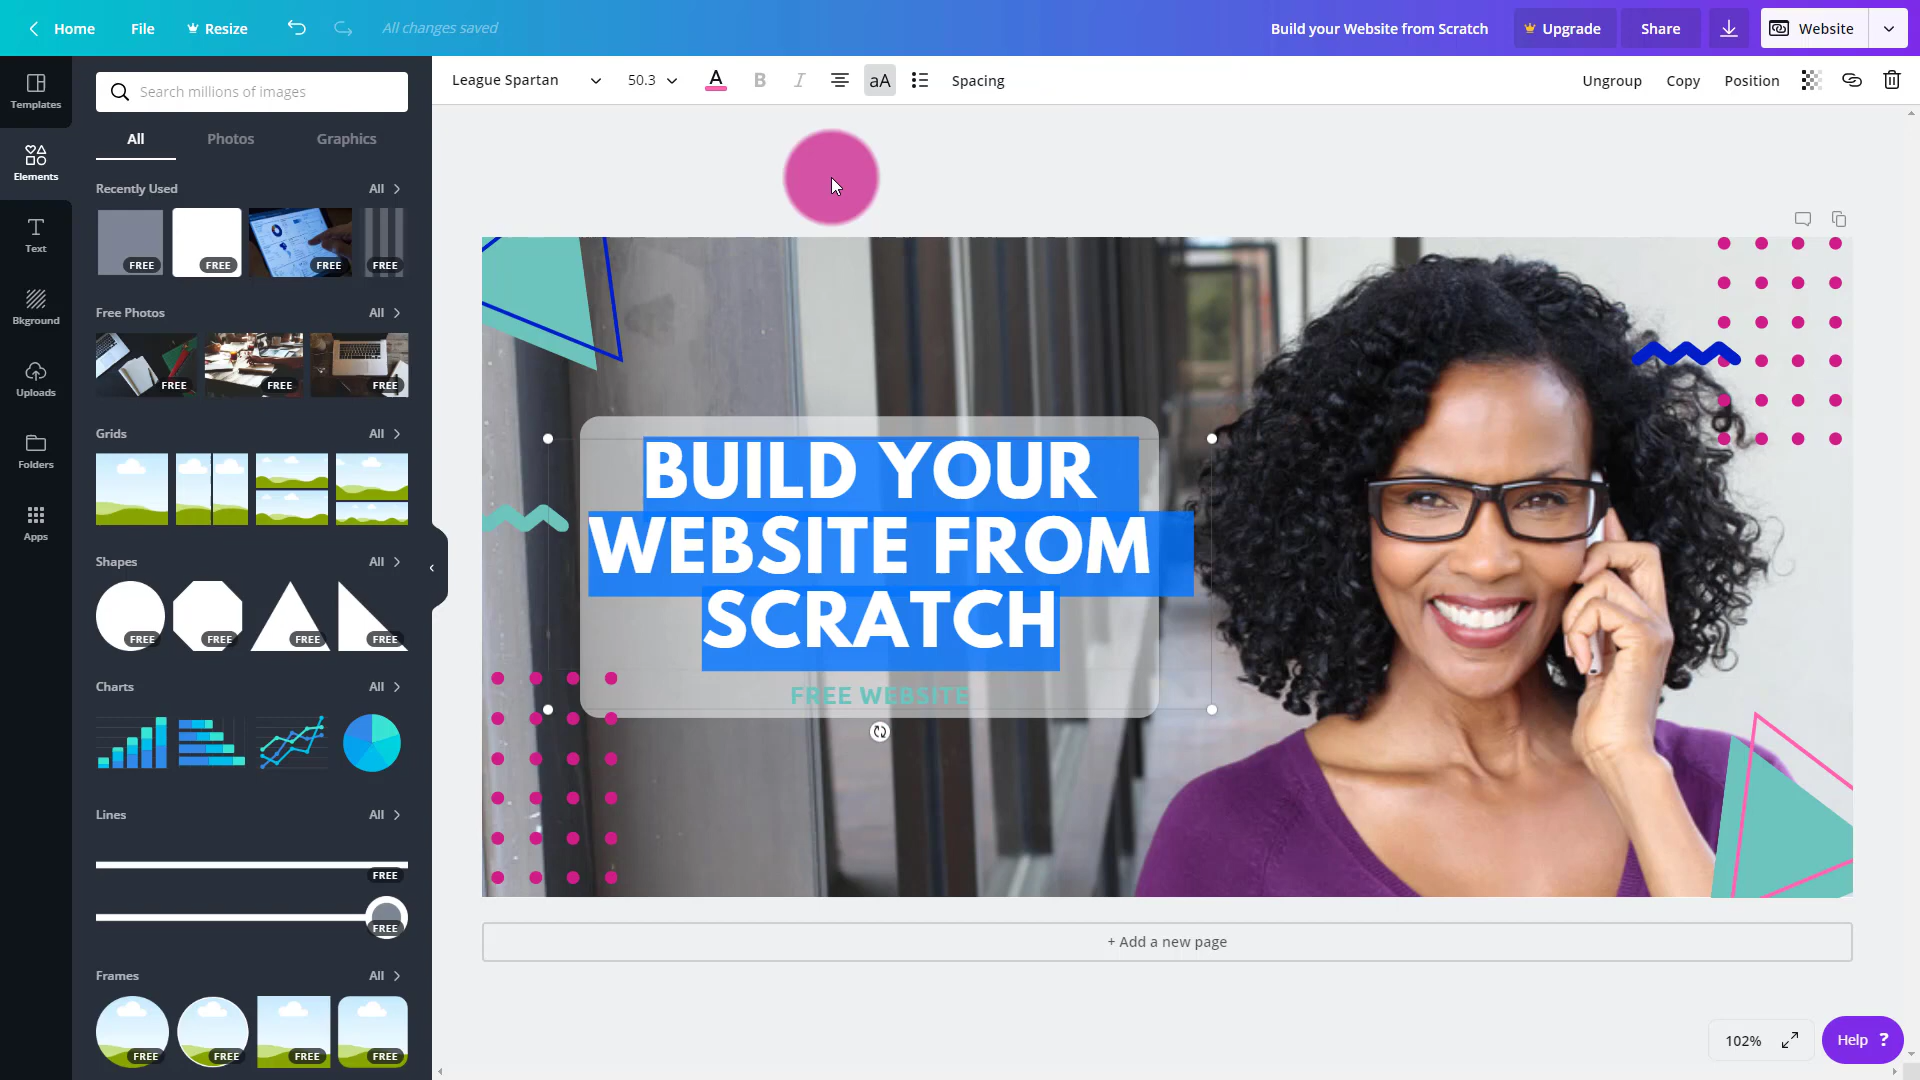 Home
File
Resize
All changes saved
Build your Website from Scratch
Upgrade
Share
Website
League Spartan
50.3
A
B
I
aA
Spacing
Ungroup
Copy
Position
Templates
Elements
Text
Bkground
Uploads
Folders
Apps
Search millions of images
All
Photos
Graphics
Recently Used
All
FREE
FREE
FREE
FREE
Free Photos
All
FREE
FREE
FREE
Grids
All
Shapes
All
FREE
FREE
FREE
FREE
Charts
All
Lines
All
FREE
FREE
Frames
All
FREE
FREE
FREE
FREE
BUILD YOUR
WEBSITE FROM
SCRATCH
FREE WEBSITE
+ Add a new page
102%
Help ?